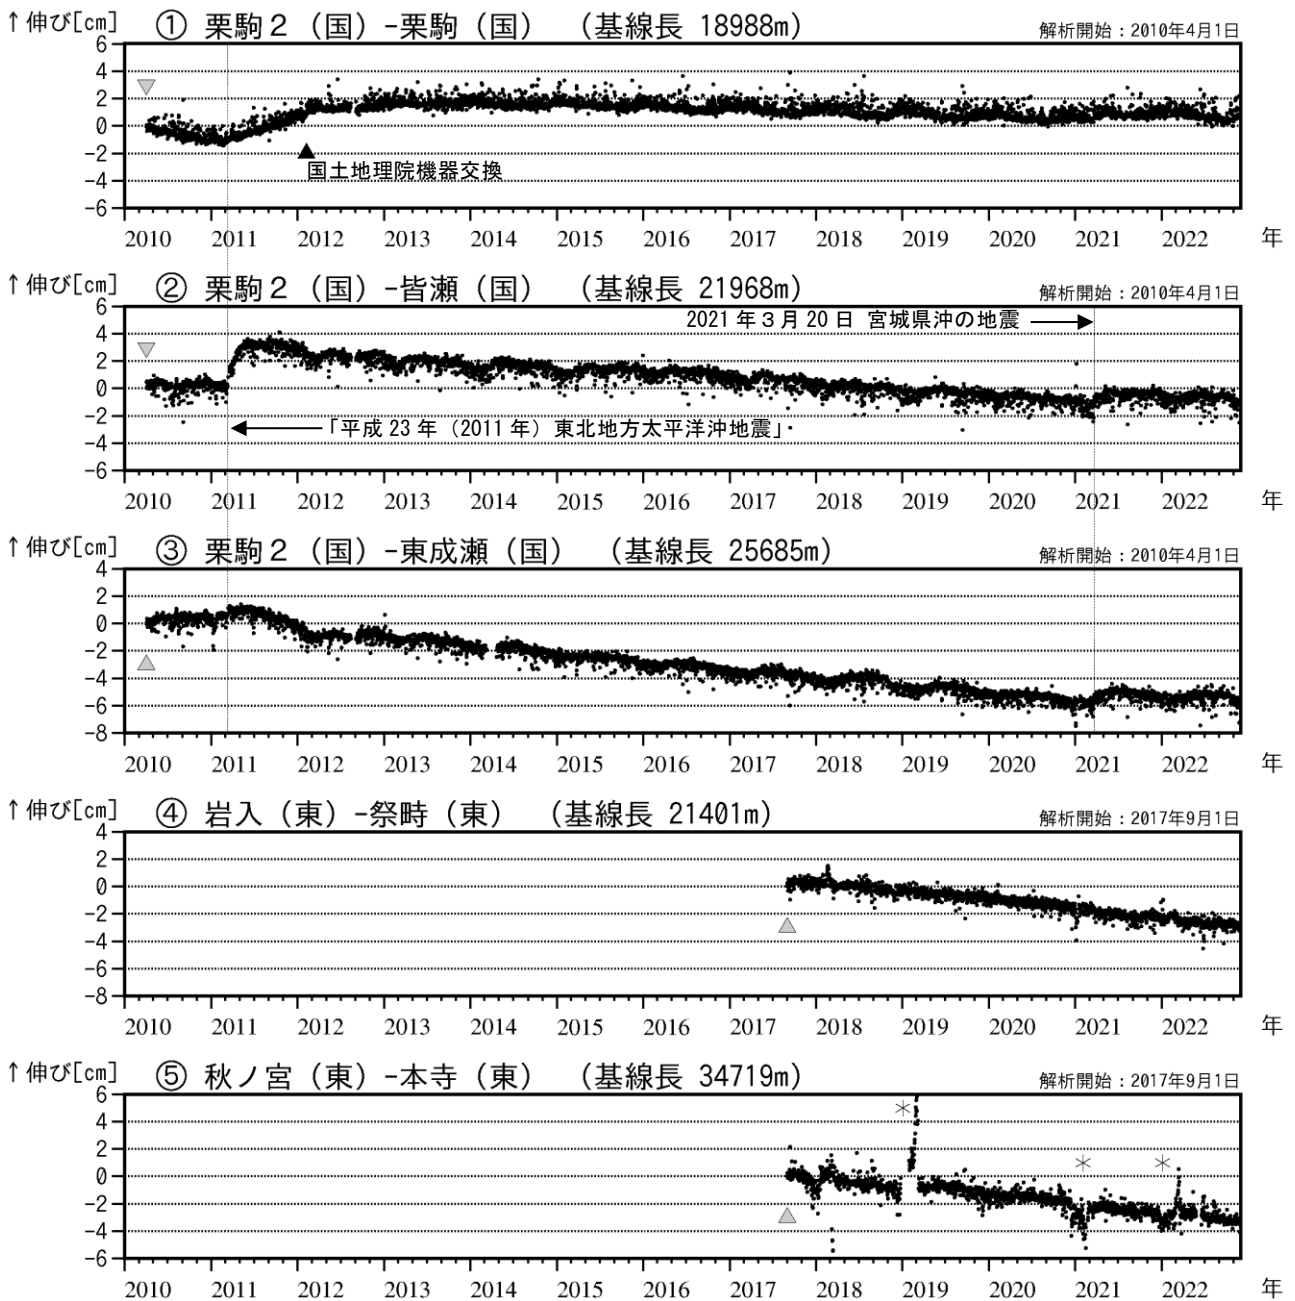 ↑伸び[cm] ① 栗駒２（国）-栗駒（国） （基線長 18988m） 解析開始：2010年4月1日
6
4
2
0
-2
国土地理院機器交換
-4
-6
2010 2011 2012 2013 2014 2015 2016 2017 2018 2019 2020 2021 2022 年
↑伸び[cm] ② 栗駒２（国）-皆瀬（国） （基線長 21968m） 解析開始：2010年4月1日
6
2021 年３月 20 日 宮城県沖の地震
4
2
0
-2
「平成 23 年（2011 年）東北地方太平洋沖地震」
-4
-6
2010 2011 2012 2013 2014 2015 2016 2017 2018 2019 2020 2021 2022 年
↑伸び[cm] ③ 栗駒２（国）-東成瀬（国） （基線長 25685m） 解析開始：2010年4月1日
4
2
0
-2
-4
-6
-8
2010 2011 2012 2013 2014 2015 2016 2017 2018 2019 2020 2021 2022 年
↑伸び[cm] ④ 岩入（東）-祭畤（東） （基線長 21401m） 解析開始：2017年9月1日
4
2
0
-2
-4
-6
-8
2010 2011 2012 2013 2014 2015 2016 2017 2018 2019 2020 2021 2022 年
↑伸び[cm] ⑤ 秋ノ宮（東）-本寺（東） （基線長 34719m） 解析開始：2017年9月1日
6
4
2
0
-2
-4
-6
2010 2011 2012 2013 2014 2015 2016 2017 2018 2019 2020 2021 2022 年